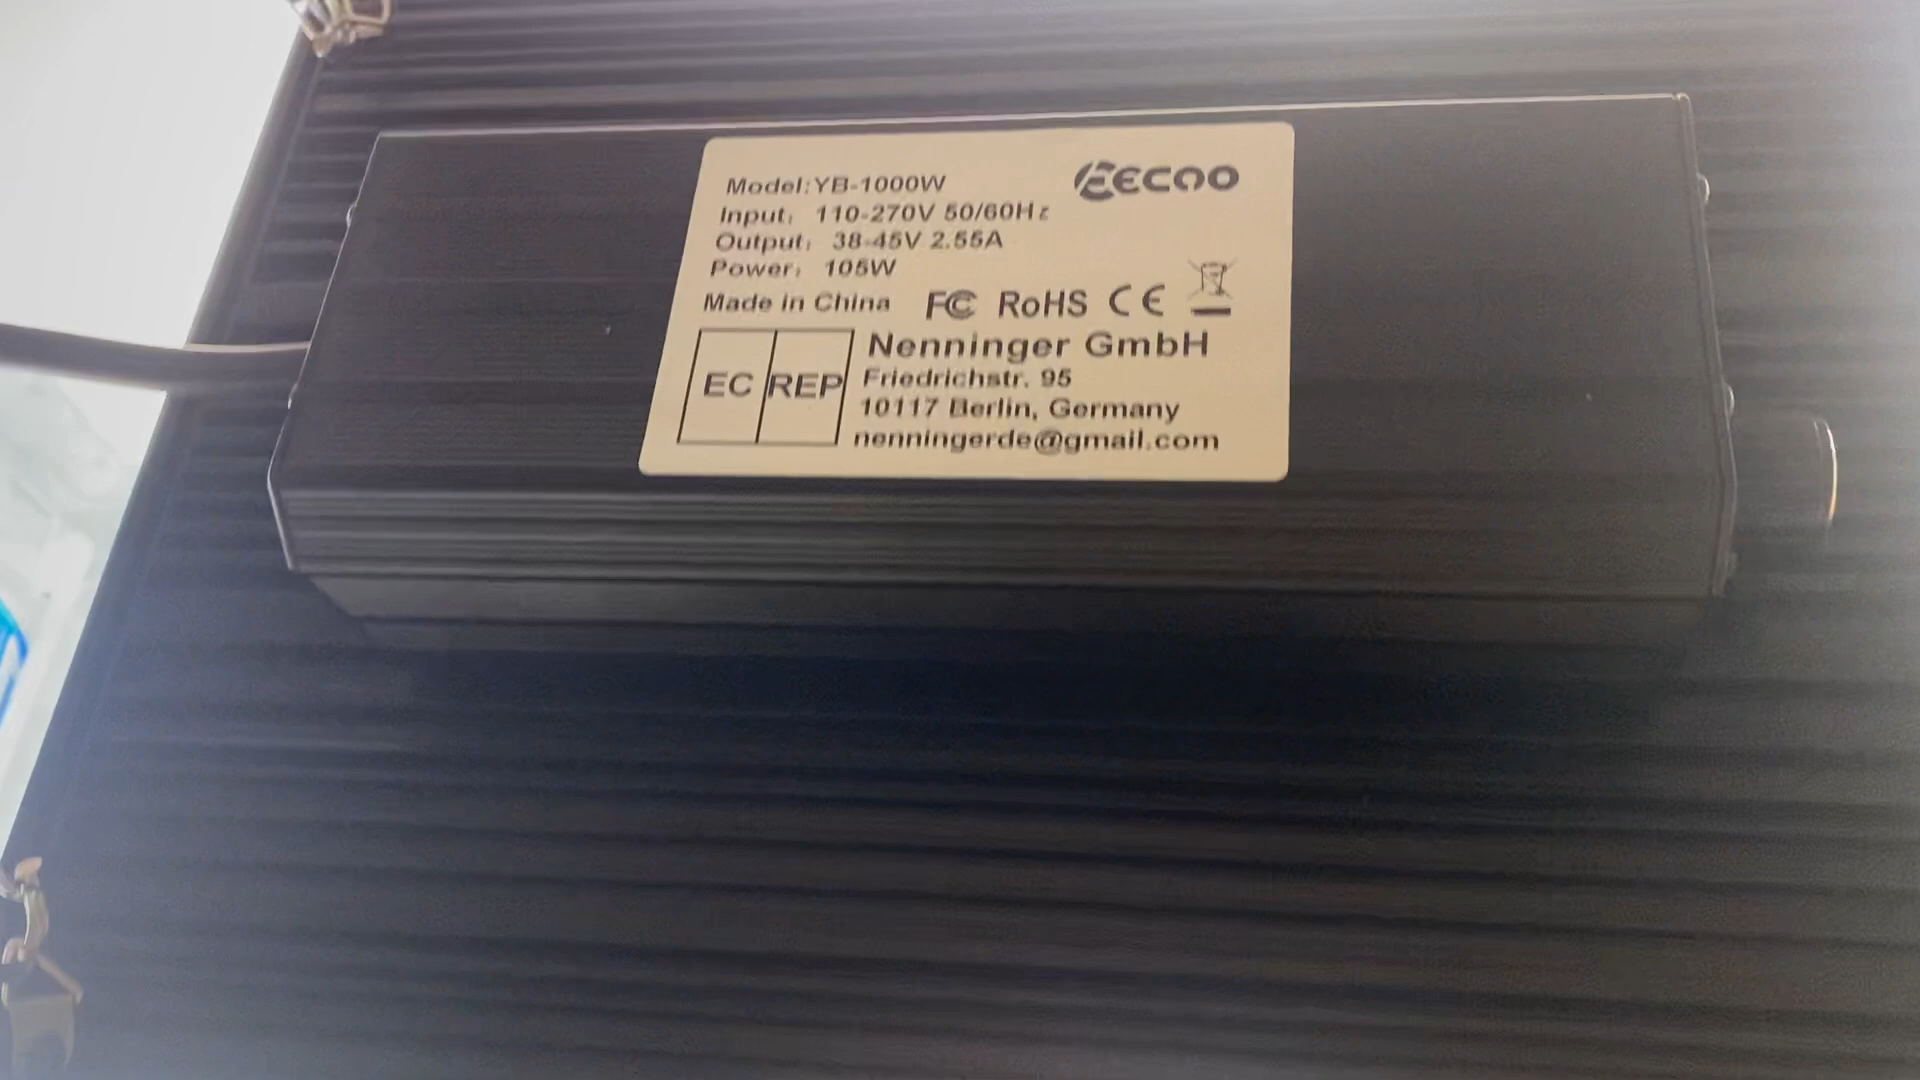 Model:YB-1000W
EECOO
Input: 110-270V 50/60Hz
Output: 38-45V 2.55A
Power: 105W
Made in China FC RoHS CE
EC REP
Nenninger GmbH
Friedrichstr. 95
10117 Berlin, Germany
nenningerde@gmail.com